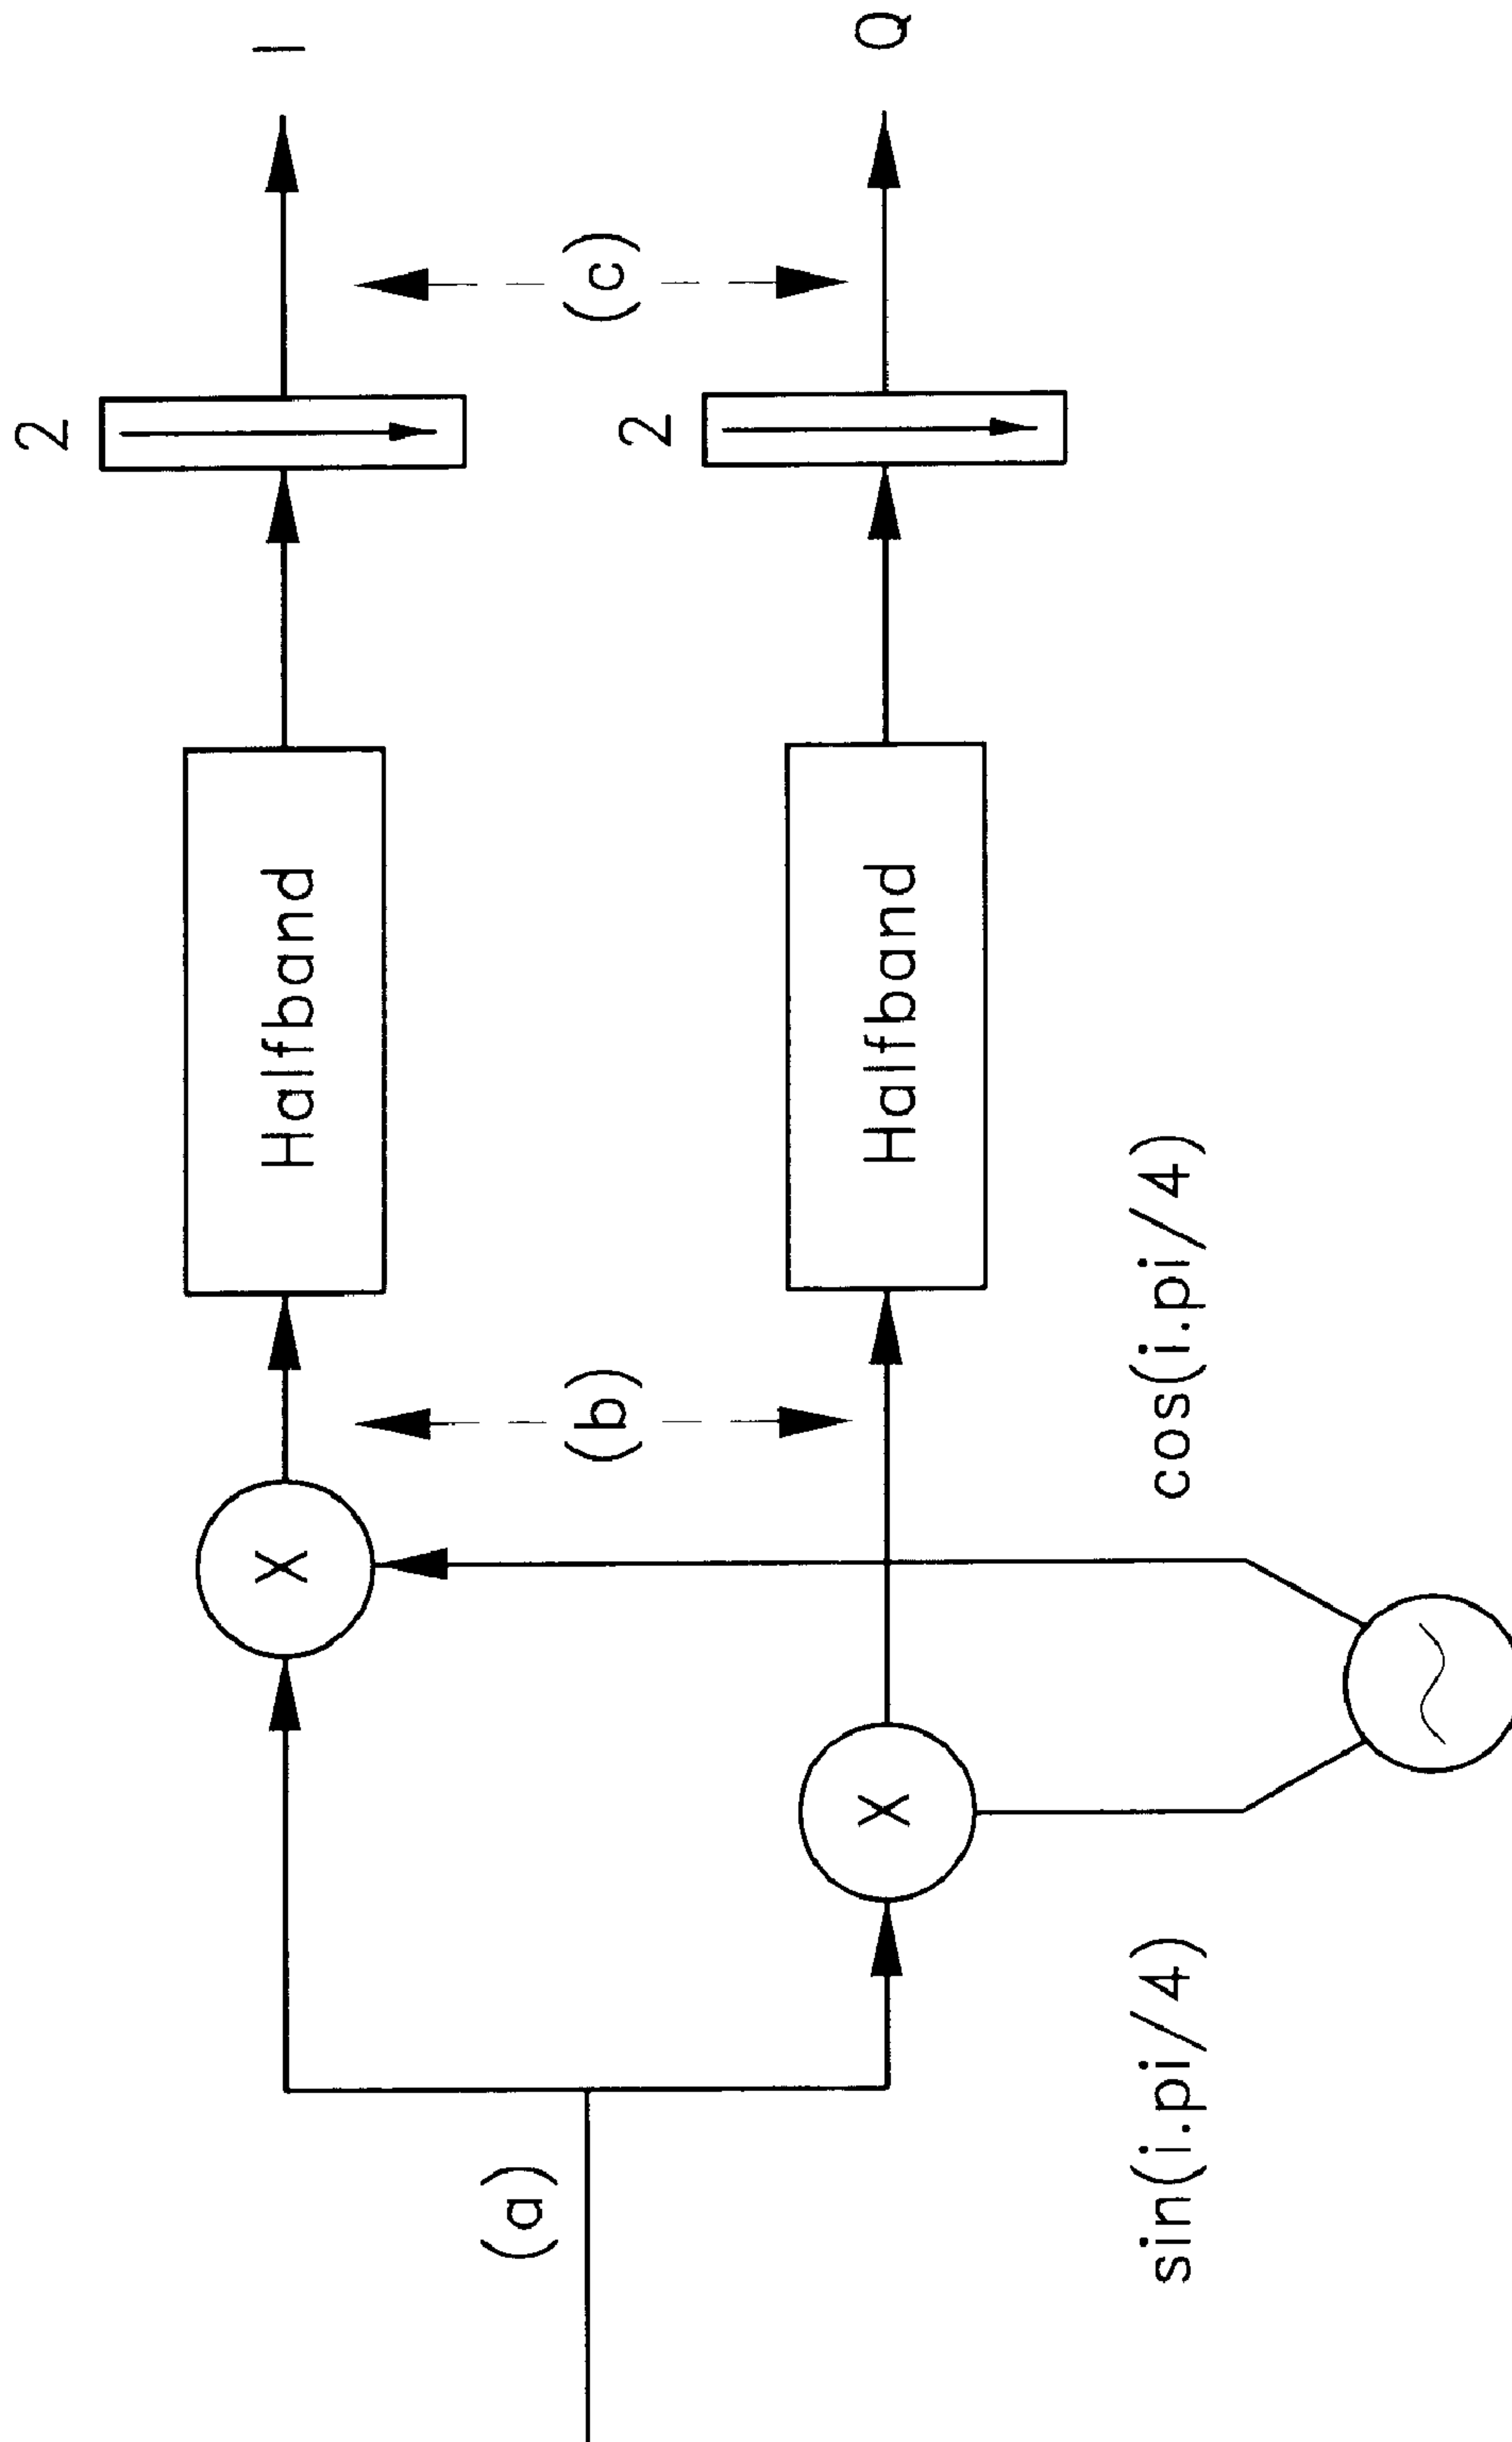 2
I
Halfband
X
(c)
(b)
(a)
2
Q
Halfband
X
cos(i.pi/4)
sin(i.pi/4)